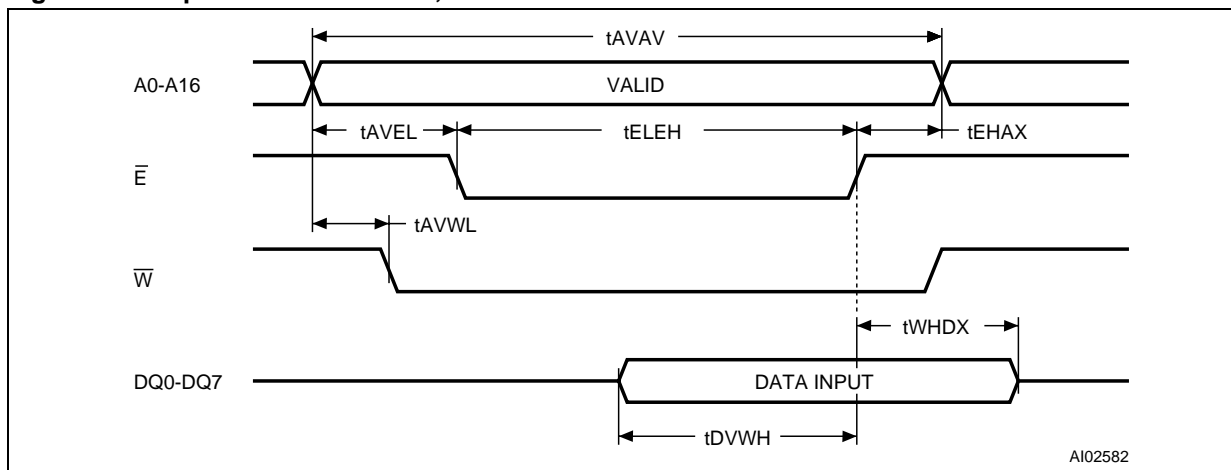 tAVAV
A0-A16
VALID
tAVEL
tELEH
tEHAX
E̅
tAVWL
W̅
tWHDX
DQ0-DQ7
DATA INPUT
tDVWH
AI02582